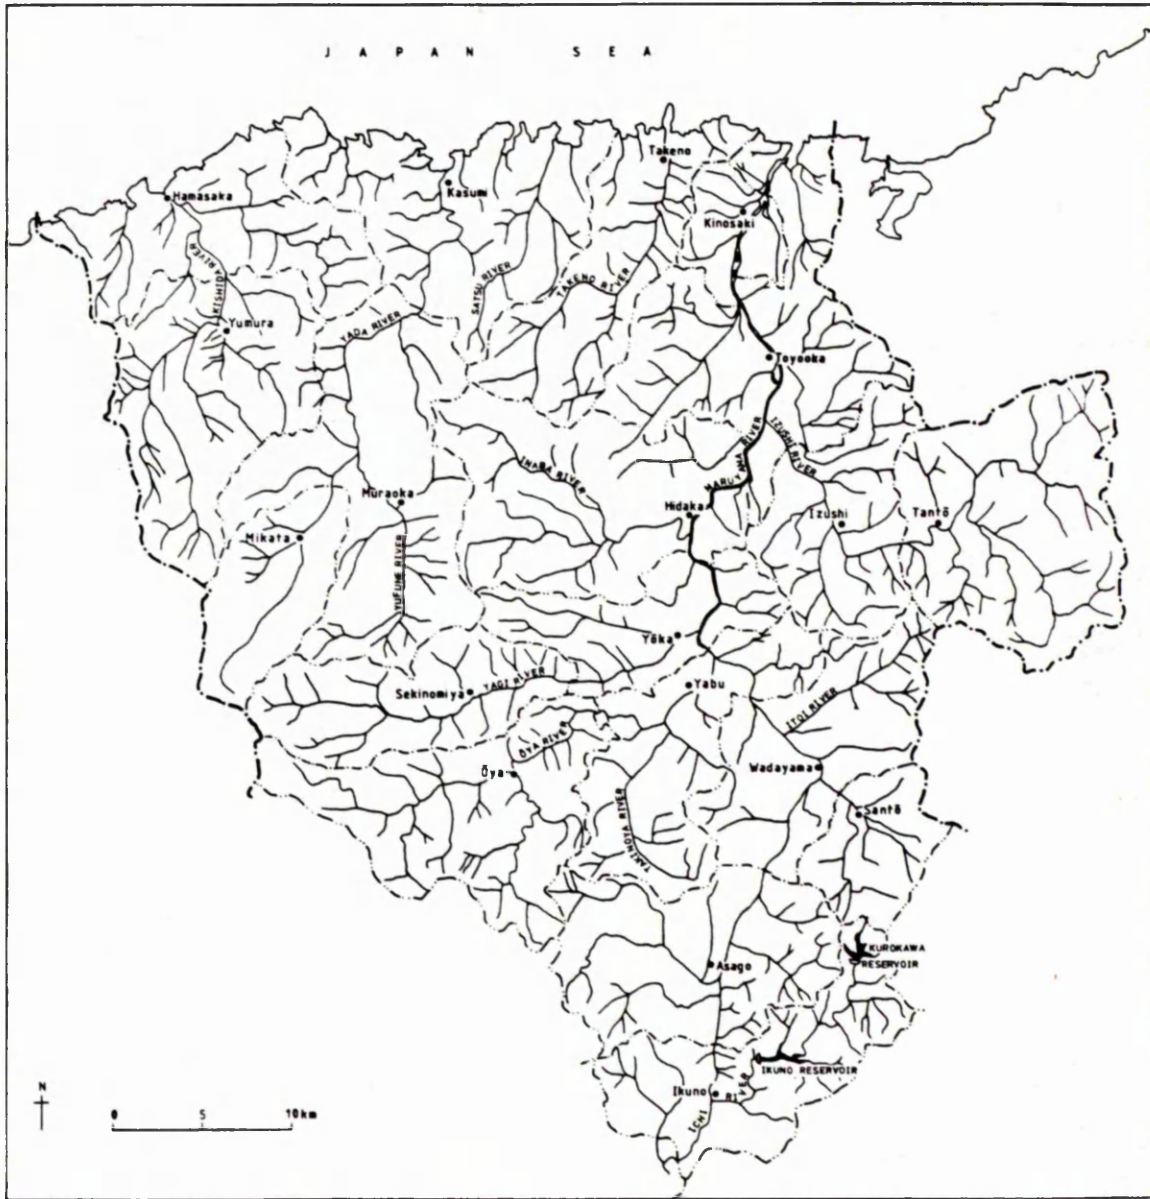 JAPAN SEA
Takeno
Kasumi
Hamasaka
Kinosaki
KISHIDA RIVER
SATSU RIVER
TAKENO RIVER
Yumura
YADA RIVER
Toyooka
MARUYAMA RIVER
IZUSHI RIVER
INABA RIVER
Muraoka
Hidaka
Izushi
Tantō
Mikata
YUFUNE RIVER
Yōka
Sekinomiya
YAGI RIVER
Yabu
ITOI RIVER
ŌYA RIVER
Ōya
Wadayama
Santō
TAKINOYA RIVER
KUROKAWA
RESERVOIR
Asago
IKUNO RESERVOIR
Ikuno
ICHI RIVER
N
0 5 10km